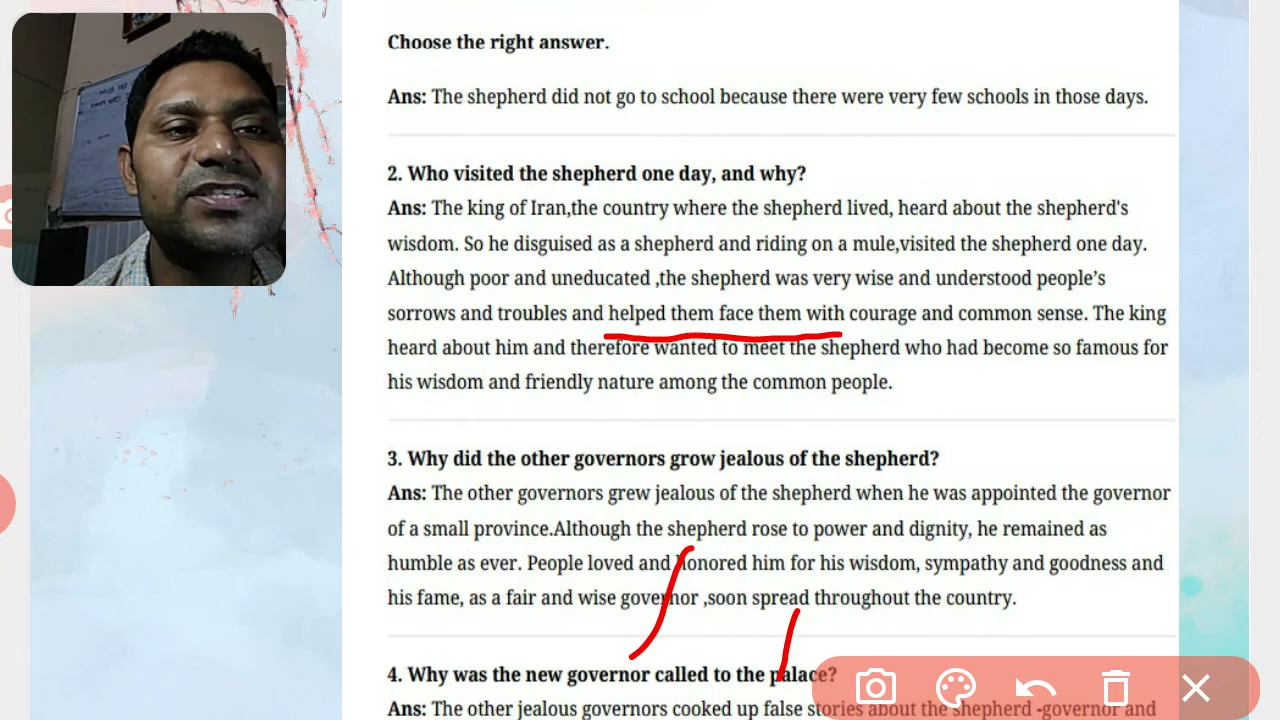 Choose the right answer.
Ans: The shepherd did not go to school because there were very few schools in those days.
2. Who visited the shepherd one day, and why?
Ans: The king of Iran,the country where the shepherd lived, heard about the shepherd's
wisdom. So he disguised as a shepherd and riding on a mule,visited the shepherd one day.
Although poor and uneducated ,the shepherd was very wise and understood people’s
sorrows and troubles and helped them face them with courage and common sense. The king
heard about him and therefore wanted to meet the shepherd who had become so famous for
his wisdom and friendly nature among the common people.
3. Why did the other governors grow jealous of the shepherd?
Ans: The other governors grew jealous of the shepherd when he was appointed the governor
of a small province.Although the shepherd rose to power and dignity, he remained as
humble as ever. People loved and honored him for his wisdom, sympathy and goodness and
his fame, as a fair and wise governor ,soon spread throughout the country.
4. Why was the new governor called to the palace?
Ans: The other jealous governors cooked up false stories about the shepherd -governor and